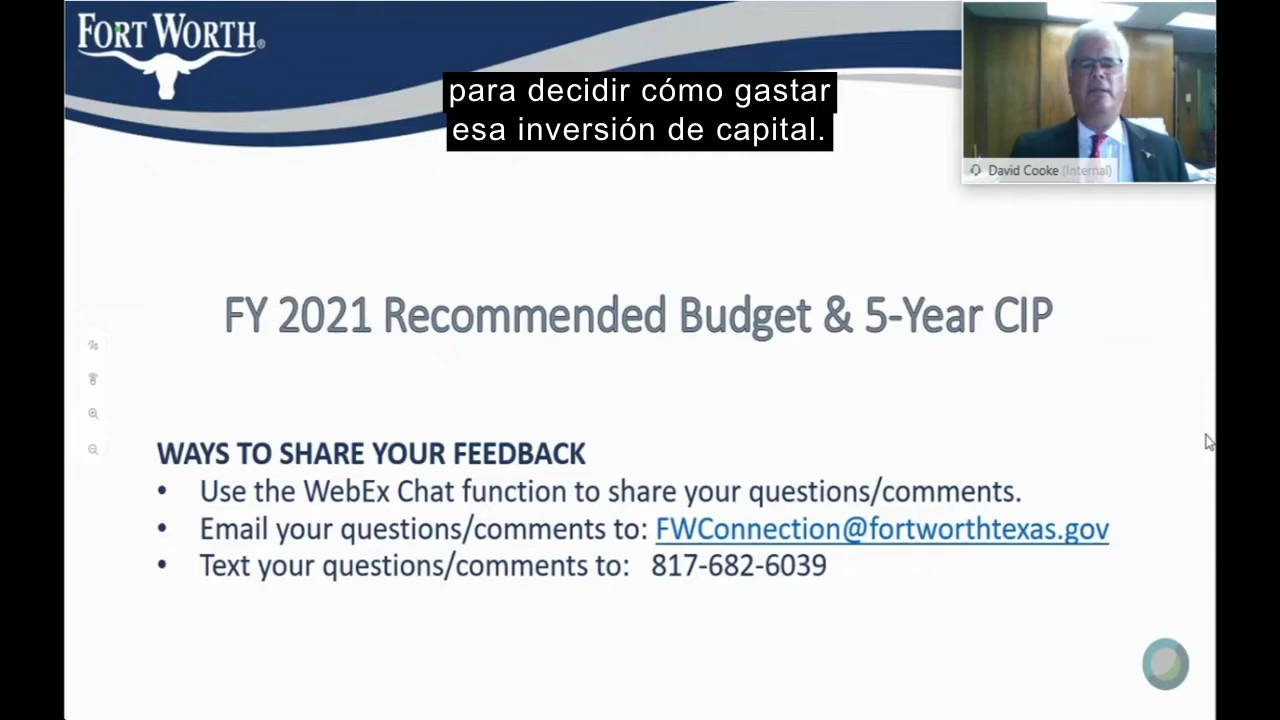 FORT WORTH®
para decidir cómo gastar
esa inversión de capital.
David Cooke (Internal)
FY 2021 Recommended Budget & 5-Year CIP
WAYS TO SHARE YOUR FEEDBACK
• Use the WebEx Chat function to share your questions/comments.
• Email your questions/comments to: FWConnection@fortworthtexas.gov
• Text your questions/comments to: 817-682-6039